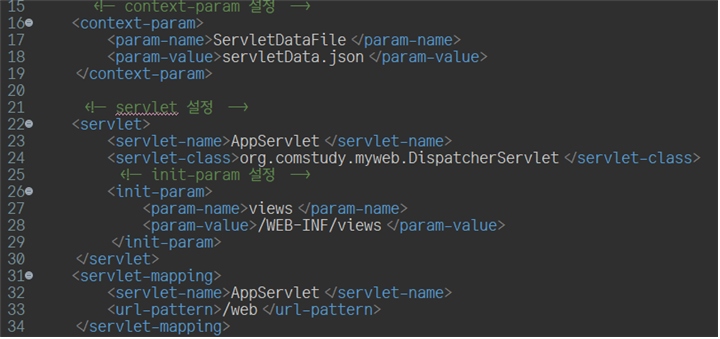 15 <!-- context-param 설정 -->
16 <context-param>
17 <param-name>ServletDataFile</param-name>
18 <param-value>servletData.json</param-value>
19 </context-param>
20
21 <!-- servlet 설정 -->
22 <servlet>
23 <servlet-name>AppServlet</servlet-name>
24 <servlet-class>org.comstudy.myweb.DispatcherServlet</servlet-class>
25 <!-- init-param 설정 -->
26 <init-param>
27 <param-name>views</param-name>
28 <param-value>/WEB-INF/views</param-value>
29 </init-param>
30 </servlet>
31 <servlet-mapping>
32 <servlet-name>AppServlet</servlet-name>
33 <url-pattern>/web</url-pattern>
34 </servlet-mapping>